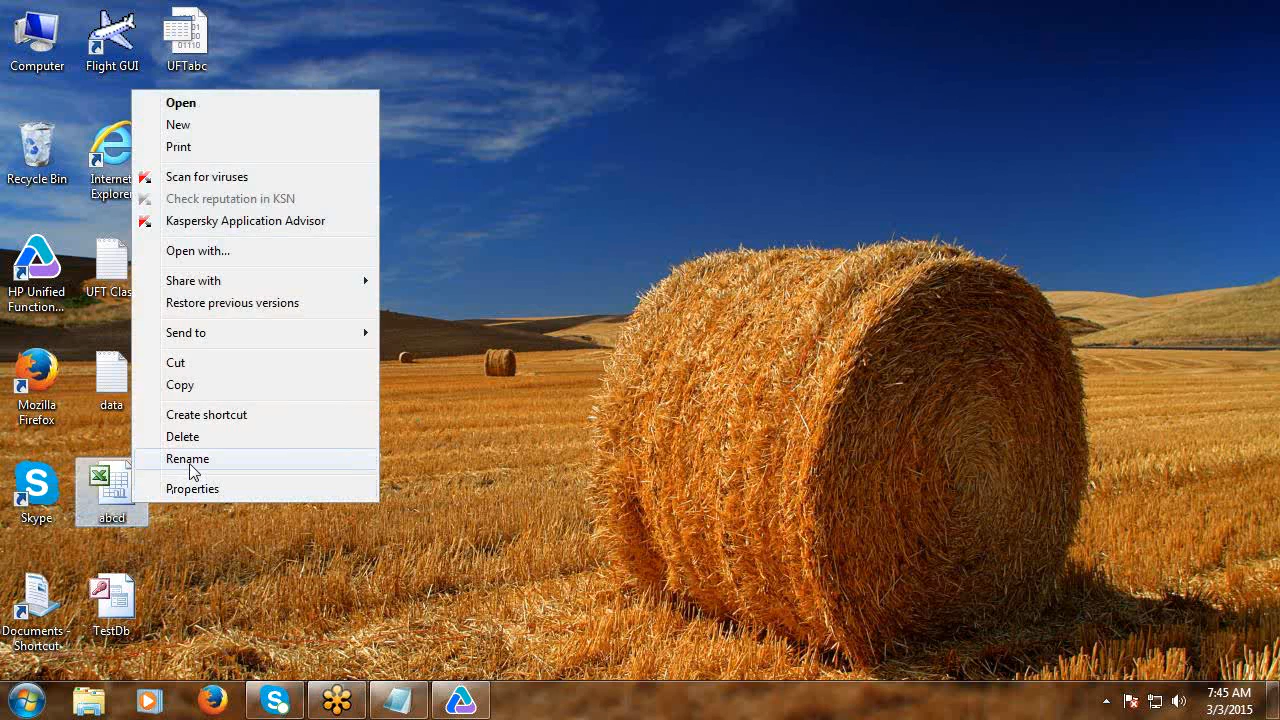 Computer
Flight GUI
01
01110
UFTabc
Open
New
Print
Scan for viruses
Check reputation in KSN
Kaspersky Application Advisor
Open with...
Share with
Restore previous versions
Send to
Cut
Copy
Create shortcut
Delete
Rename
Properties
Recycle Bin
Internet
Explorer
HP Unified
Function...
UFT Clas
Mozilla
Firefox
data
Skype
abcd
Documents -
Shortcut
TestDb
7:45 AM
3/3/2015